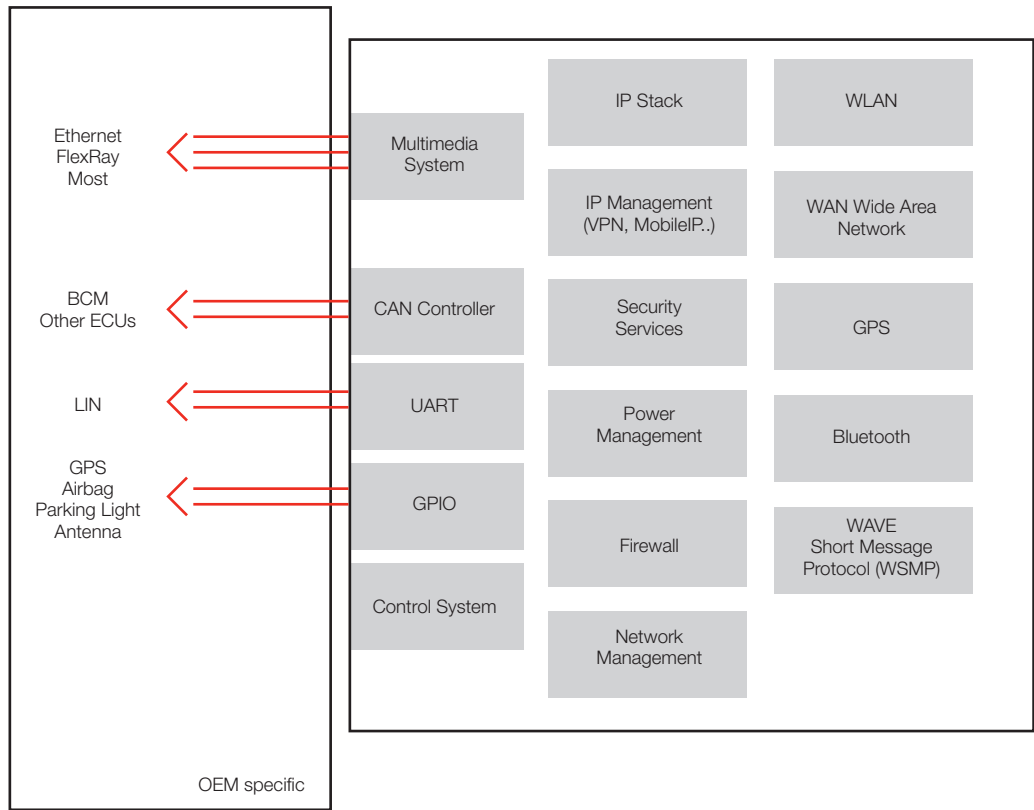 Ethernet
FlexRay
Most
BCM
Other ECUs
LIN
GPS
Airbag
Parking Light
Antenna
OEM specific
Multimedia
System
CAN Controller
UART
GPIO
Control System
IP Stack
IP Management
(VPN, MobileIP..)
Security
Services
Power
Management
Firewall
Network
Management
WLAN
WAN Wide Area
Network
GPS
Bluetooth
WAVE
Short Message
Protocol (WSMP)